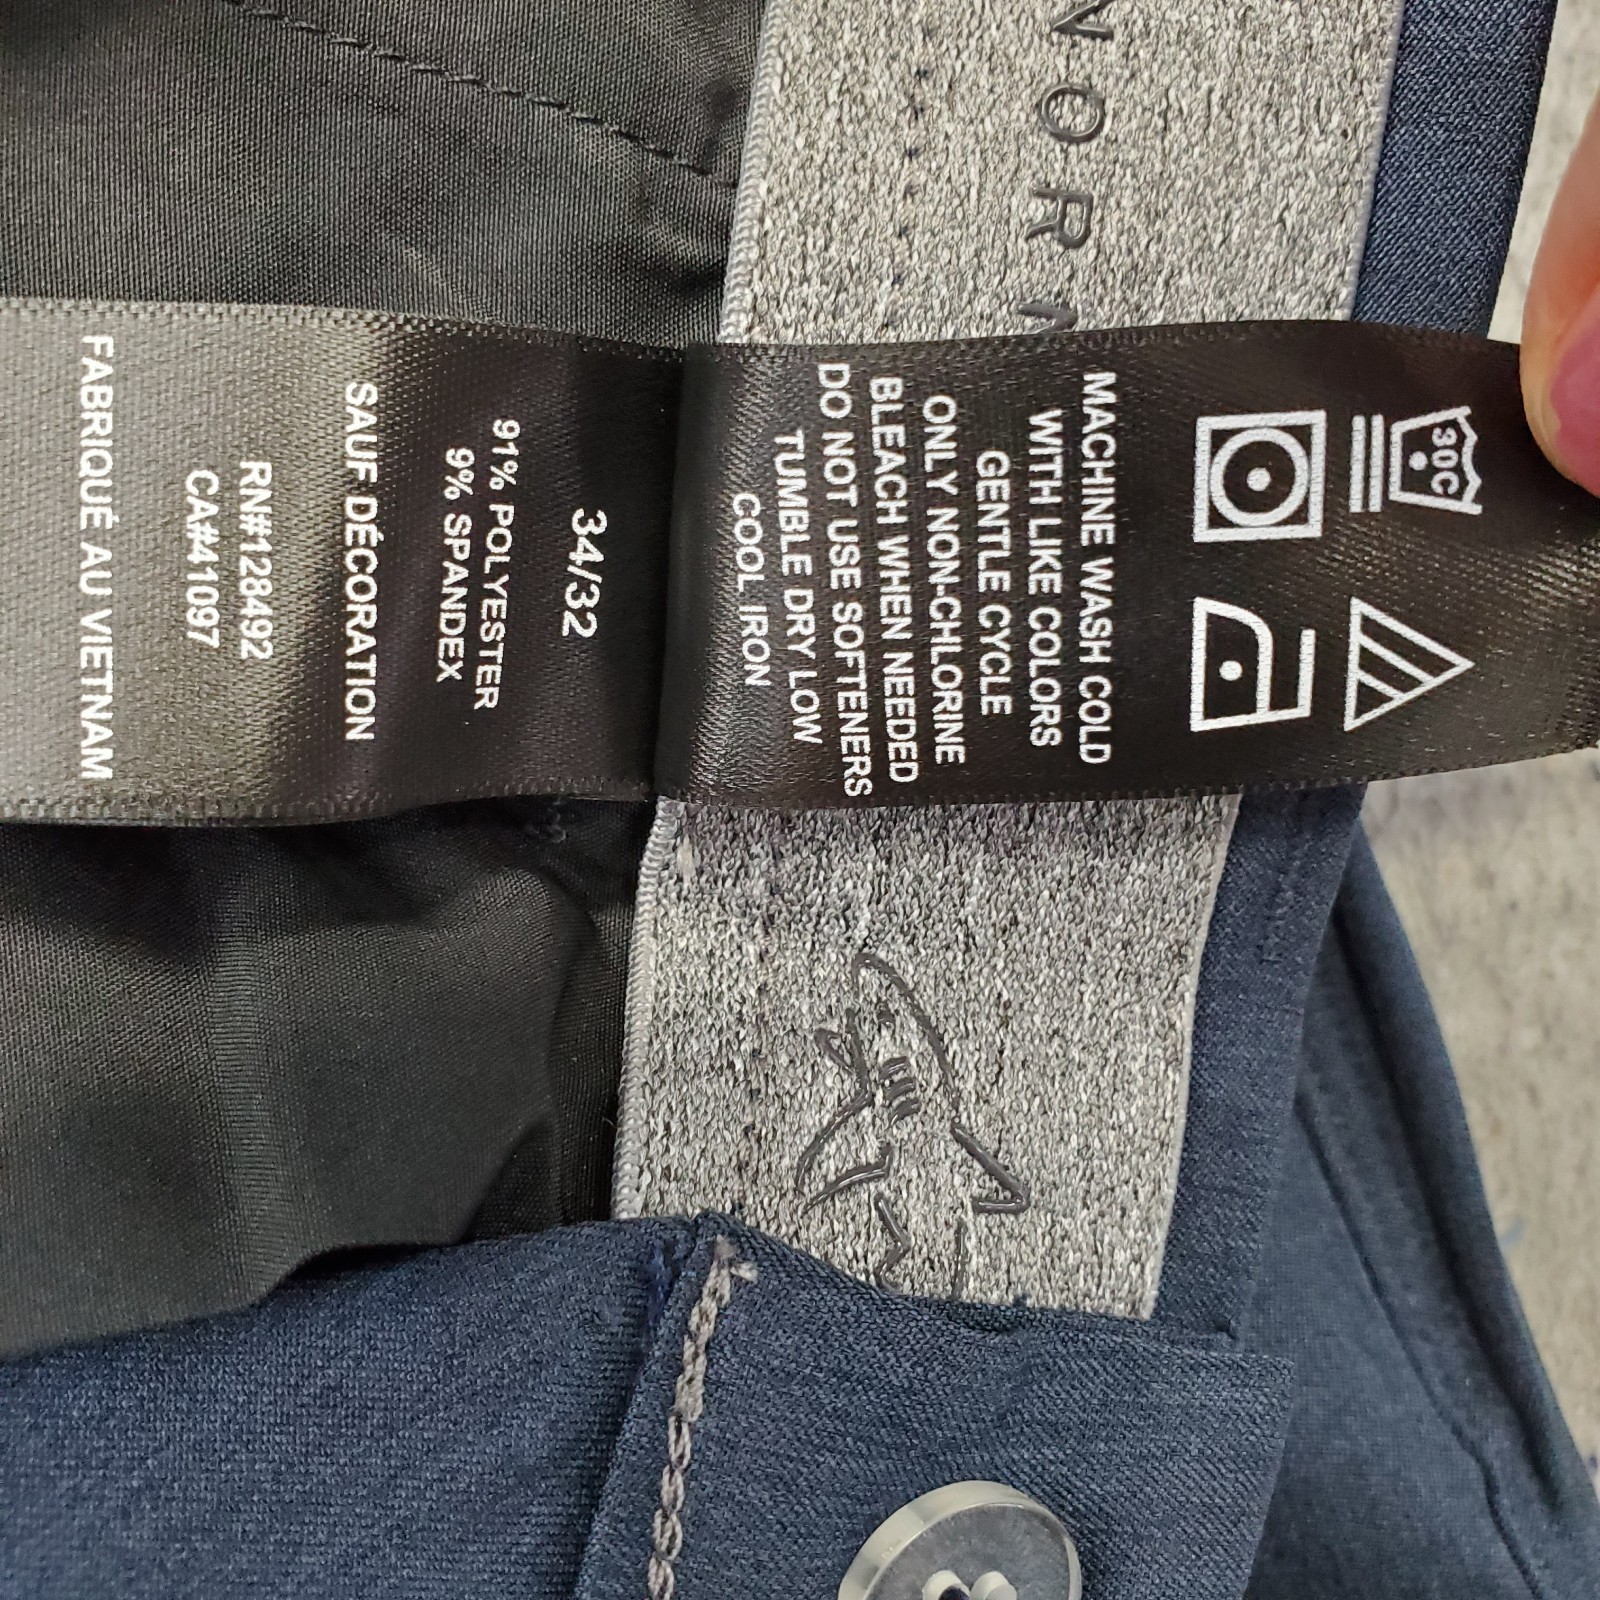 NORM
30C
MACHINE WASH COLD
WITH LIKE COLORS
GENTLE CYCLE
ONLY NON-CHLORINE
BLEACH WHEN NEEDED
DO NOT USE SOFTENERS
TUMBLE DRY LOW
COOL IRON
34/32
91% POLYESTER
9% SPANDEX
SAUF DÉCORATION
RN#128492
CA#41097
FABRIQUÉ AU VIETNAM